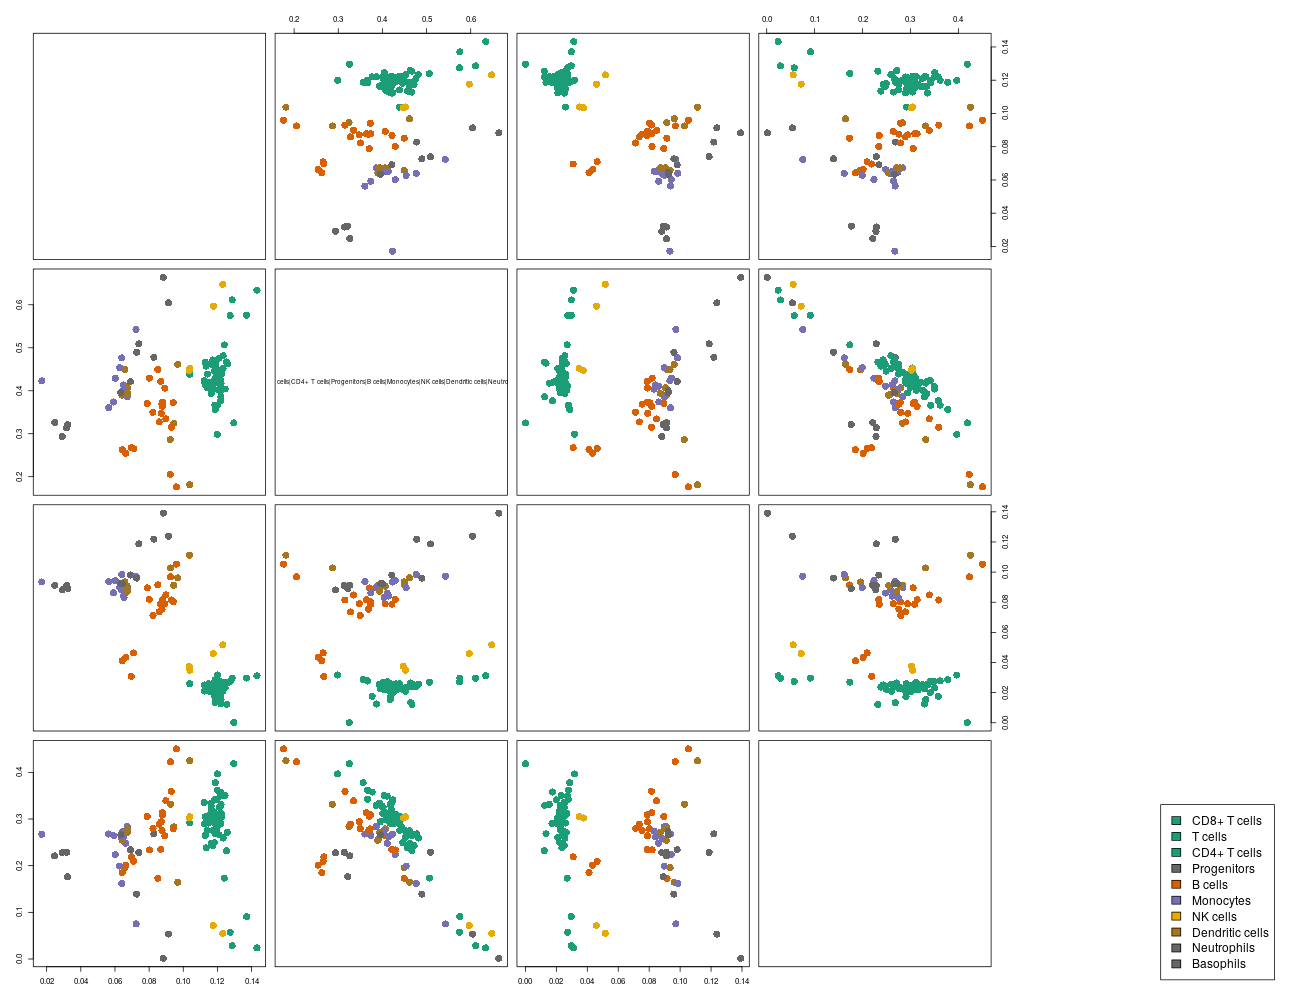 0.2 0.3 0.4 0.5 0.6
0.0 0.1 0.2 0.3 0.4
0.02 0.04 0.06 0.08 0.10 0.12 0.14
0.2 0.3 0.4 0.5 0.6
cells|CD4+ T cells|Progenitors|B cells|Monocytes|NK cells|Dendritic cells|Neutro
0.00 0.02 0.04 0.06 0.08 0.10 0.12 0.14
0.0 0.1 0.2 0.3 0.4
0.02 0.04 0.06 0.08 0.10 0.12 0.14
0.00 0.02 0.04 0.06 0.08 0.10 0.12 0.14
CD8+ T cells
T cells
CD4+ T cells
Progenitors
B cells
Monocytes
NK cells
Dendritic cells
Neutrophils
Basophils